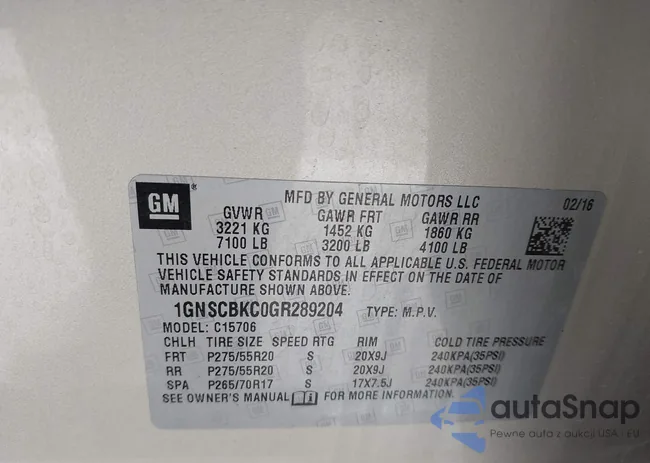 GM
MFD BY GENERAL MOTORS LLC 02/16
GVWR GAWR FRT GAWR RR
3221 KG 1452 KG 1860 KG
7100 LB 3200 LB 4100 LB
THIS VEHICLE CONFORMS TO ALL APPLICABLE U.S. FEDERAL MOTOR
VEHICLE SAFETY STANDARDS IN EFFECT ON THE DATE OF
MANUFACTURE SHOWN ABOVE.
1GNSCBKC0GR289204 TYPE: M.P.V.
MODEL: C15706
CHLH TIRE SIZE SPEED RTG RIM COLD TIRE PRESSURE
FRT P275/55R20 S 20X9J 240KPA(35PSI)
RR P275/55R20 S 20X9J 240KPA(35PSI)
SPA P265/70R17 S 17X7.5J 240KPA(35PSI)
SEE OWNER'S MANUAL FOR MORE INFORMATION.
autaSnap
Pewne auta z aukcji USA - EU